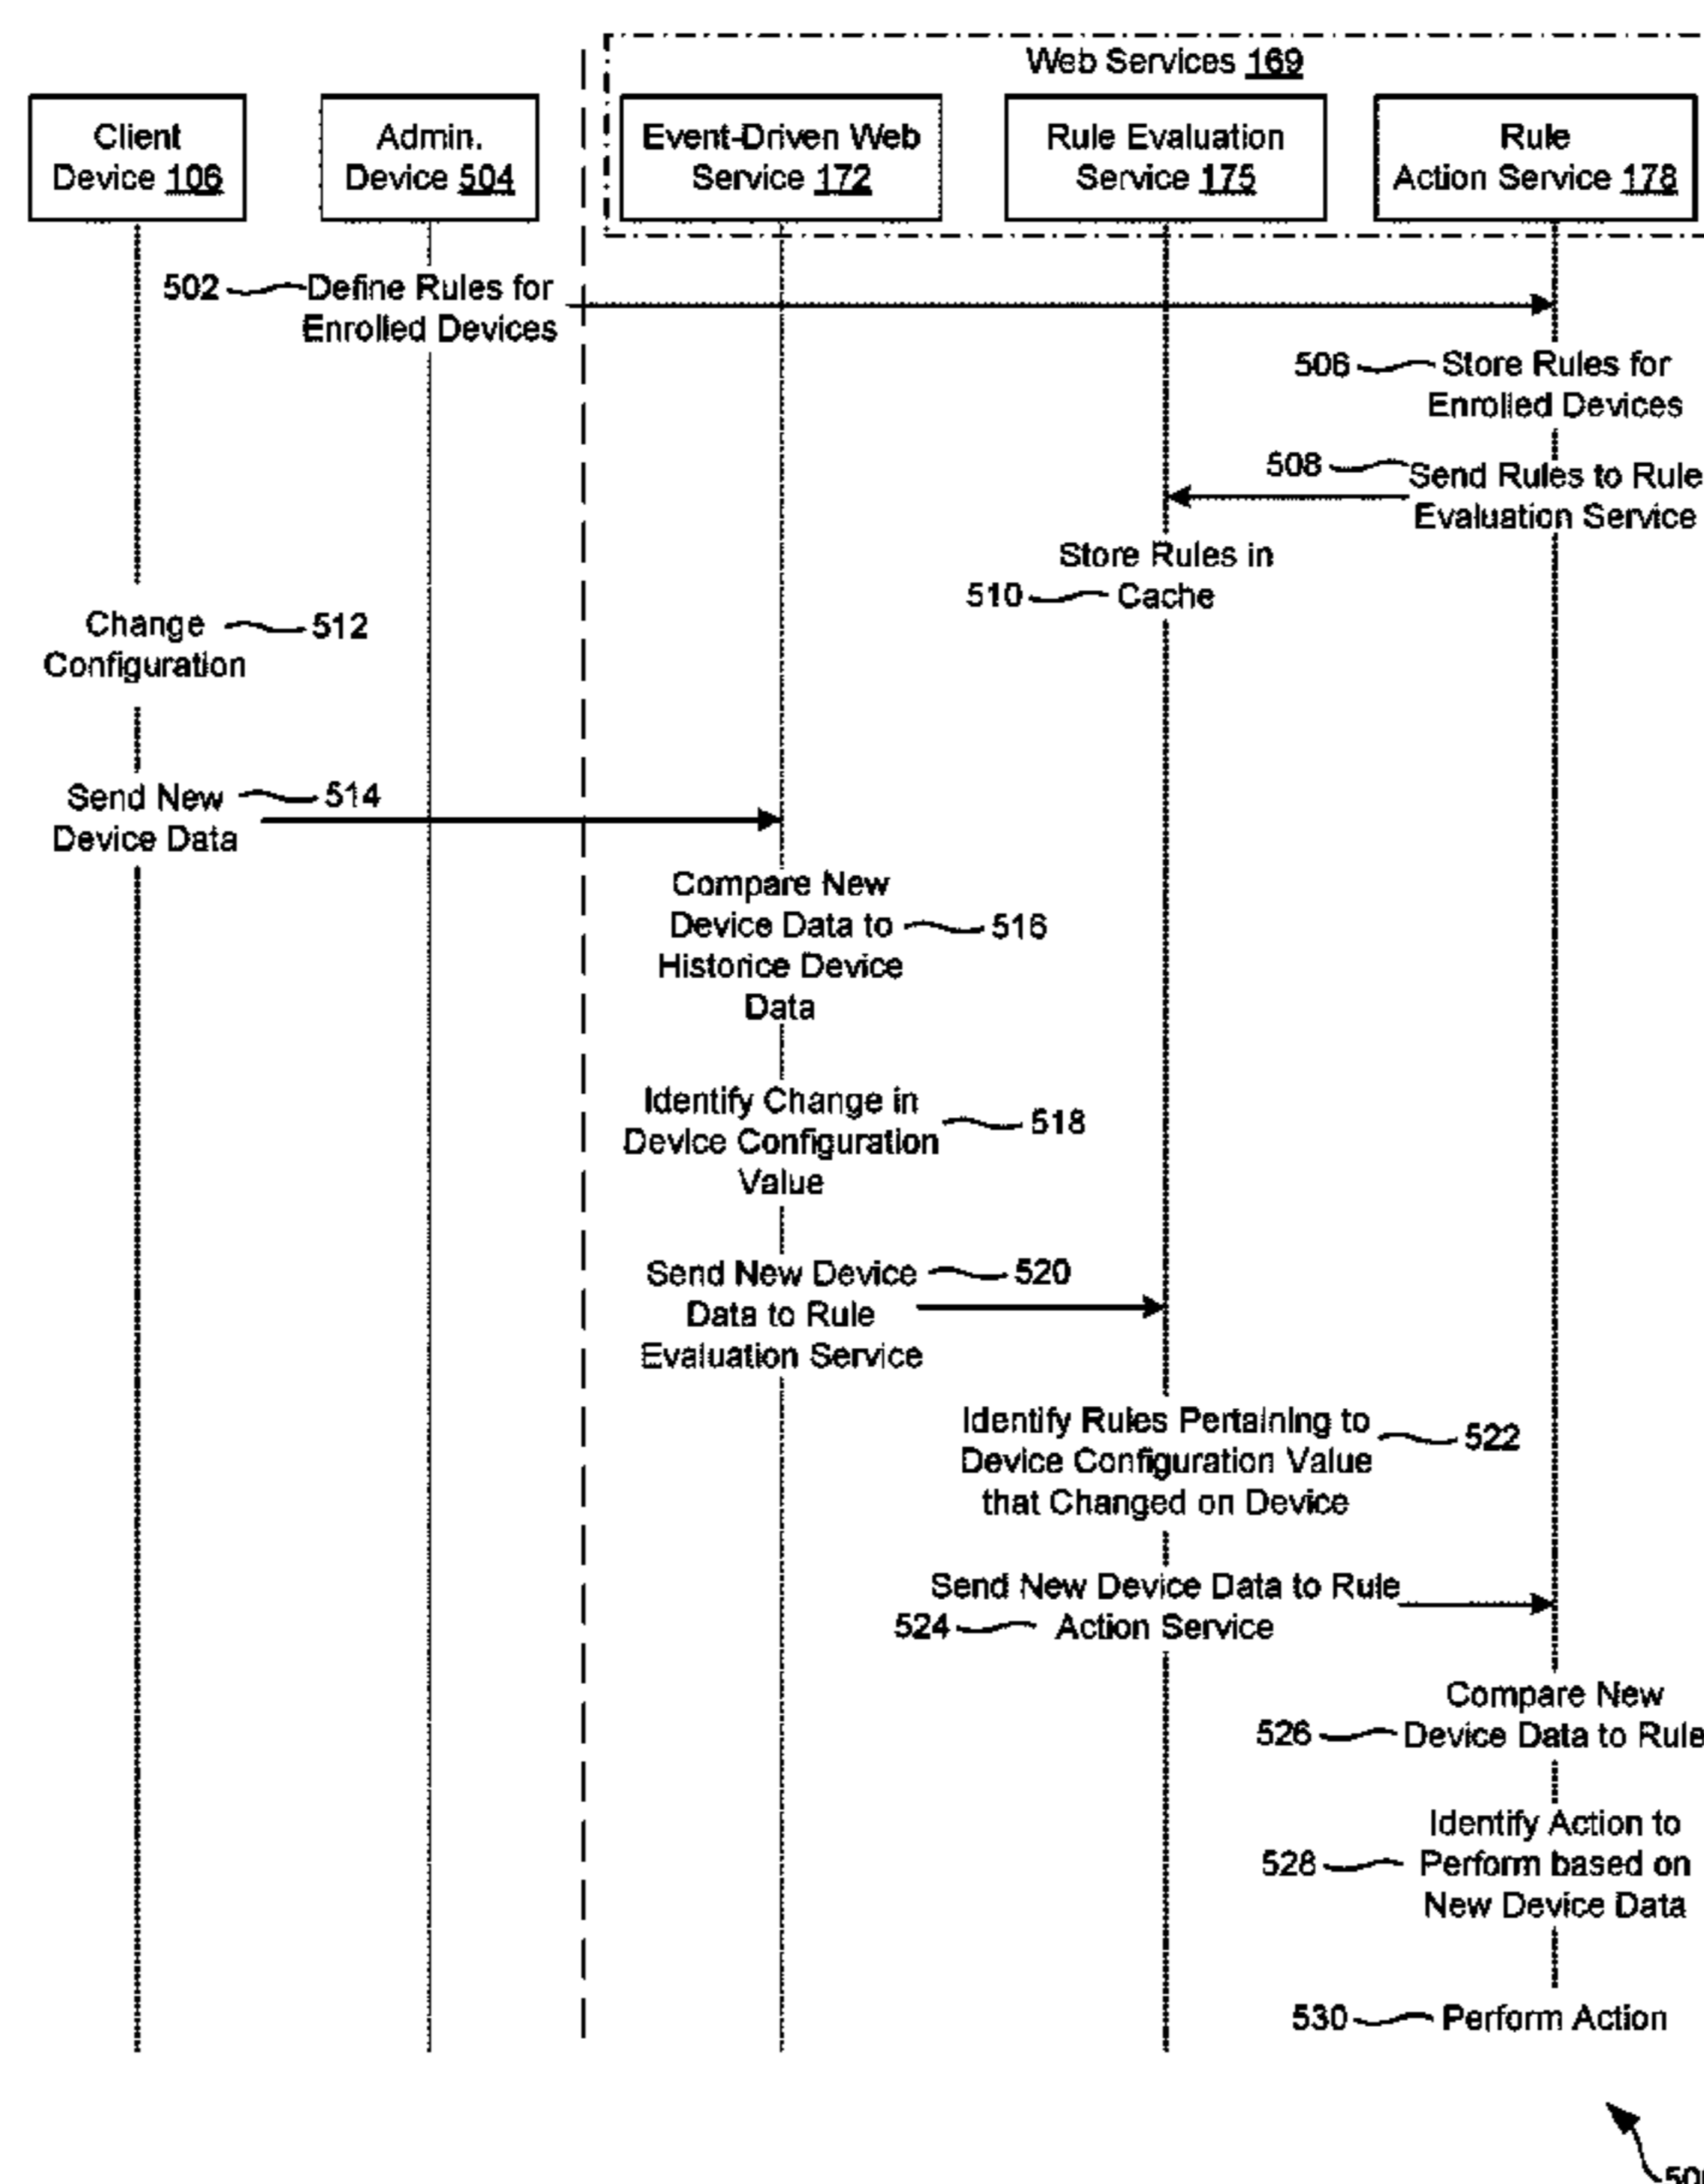 Web Services 169
Client
Device 106
Admin.
Device 504
Event-Driven Web
Service 172
Rule Evaluation
Service 175
Rule
Action Service 178
502
Define Rules for
Enrolled Devices
506
Store Rules for
Enrolled Devices
508
Send Rules to Rule
Evaluation Service
Store Rules in
510
Cache
Change
512
Configuration
Send New
514
Device Data
Compare New
Device Data to
516
Historice Device
Data
Identify Change in
518
Device Configuration
Value
Send New Device
520
Data to Rule
Evaluation Service
Identify Rules Pertaining to
522
Device Configuration Value
that Changed on Device
Send New Device Data to Rule
524
Action Service
Compare New
526
Device Data to Rule
Identify Action to
528
Perform based on
New Device Data
530
Perform Action